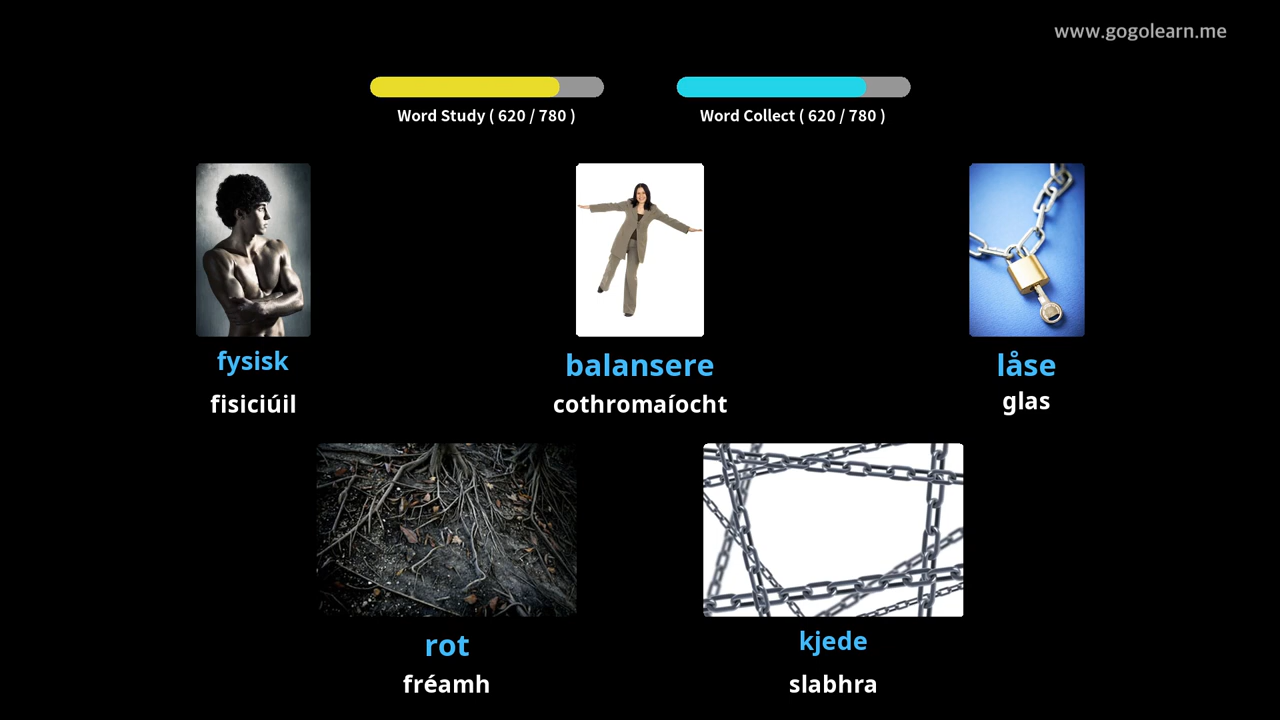 www.gogolearn.me
Word Study ( 620 / 780 )
Word Collect ( 620 / 780 )
fysisk
fisiciúil
balansere
cothromaíocht
låse
glas
rot
fréamh
kjede
slabhra